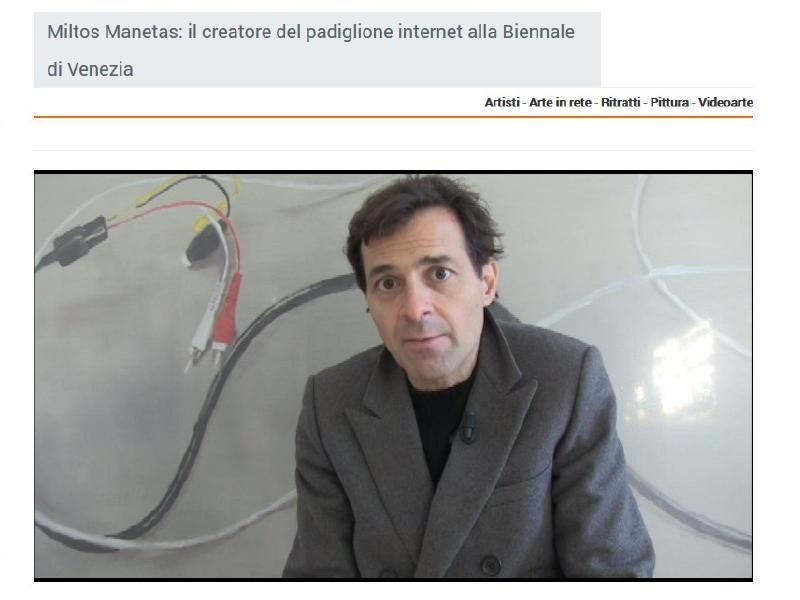 Miltos Manetas: il creatore del padiglione internet alla Biennale
di Venezia
Artisti - Arte in rete - Ritratti - Pittura - Videoarte